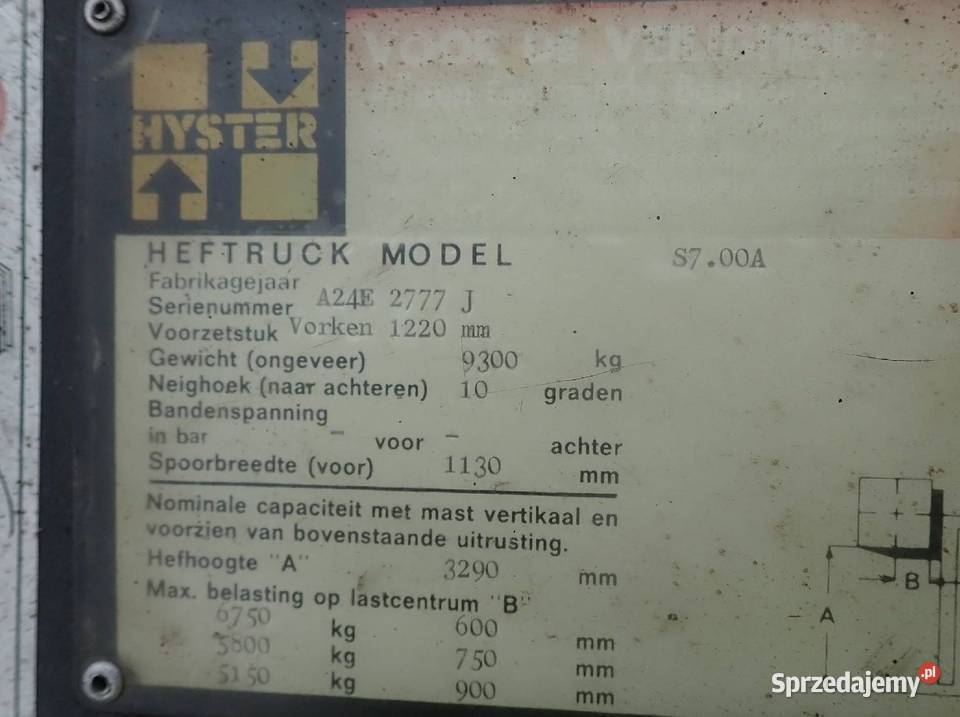 HYSTER
VOOR DE
HEFTRUCK MODEL S7.00A
Fabrikagejaar
Serienummer A24E 2777 J
Voorzetstuk Vorken 1220 mm
Gewicht (ongeveer) 9300 kg
Neighoek (naar achteren) 10 graden
Bandenspanning
in bar - voor - achter
Spoorbreedte (voor) 1130 mm
Nominale capaciteit met mast vertikaal en
voorzien van bovenstaande uitrusting.
Hefhoogte "A" 3290 mm
Max. belasting op lastcentrum "B"
6750 kg 600 mm
5800 kg 750 mm
5150 kg 900 mm
B
A
Sprzedajemy.pl